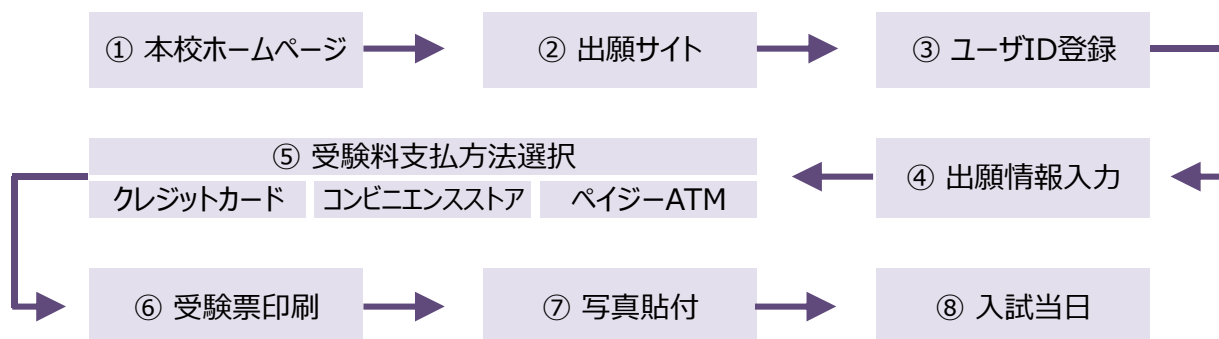 ① 本校ホームページ
② 出願サイト
③ ユーザID登録
④ 出願情報入力
⑤ 受験料支払方法選択
クレジットカード
コンビニエンスストア
ペイジーATM
⑥ 受験票印刷
⑦ 写真貼付
⑧ 入試当日